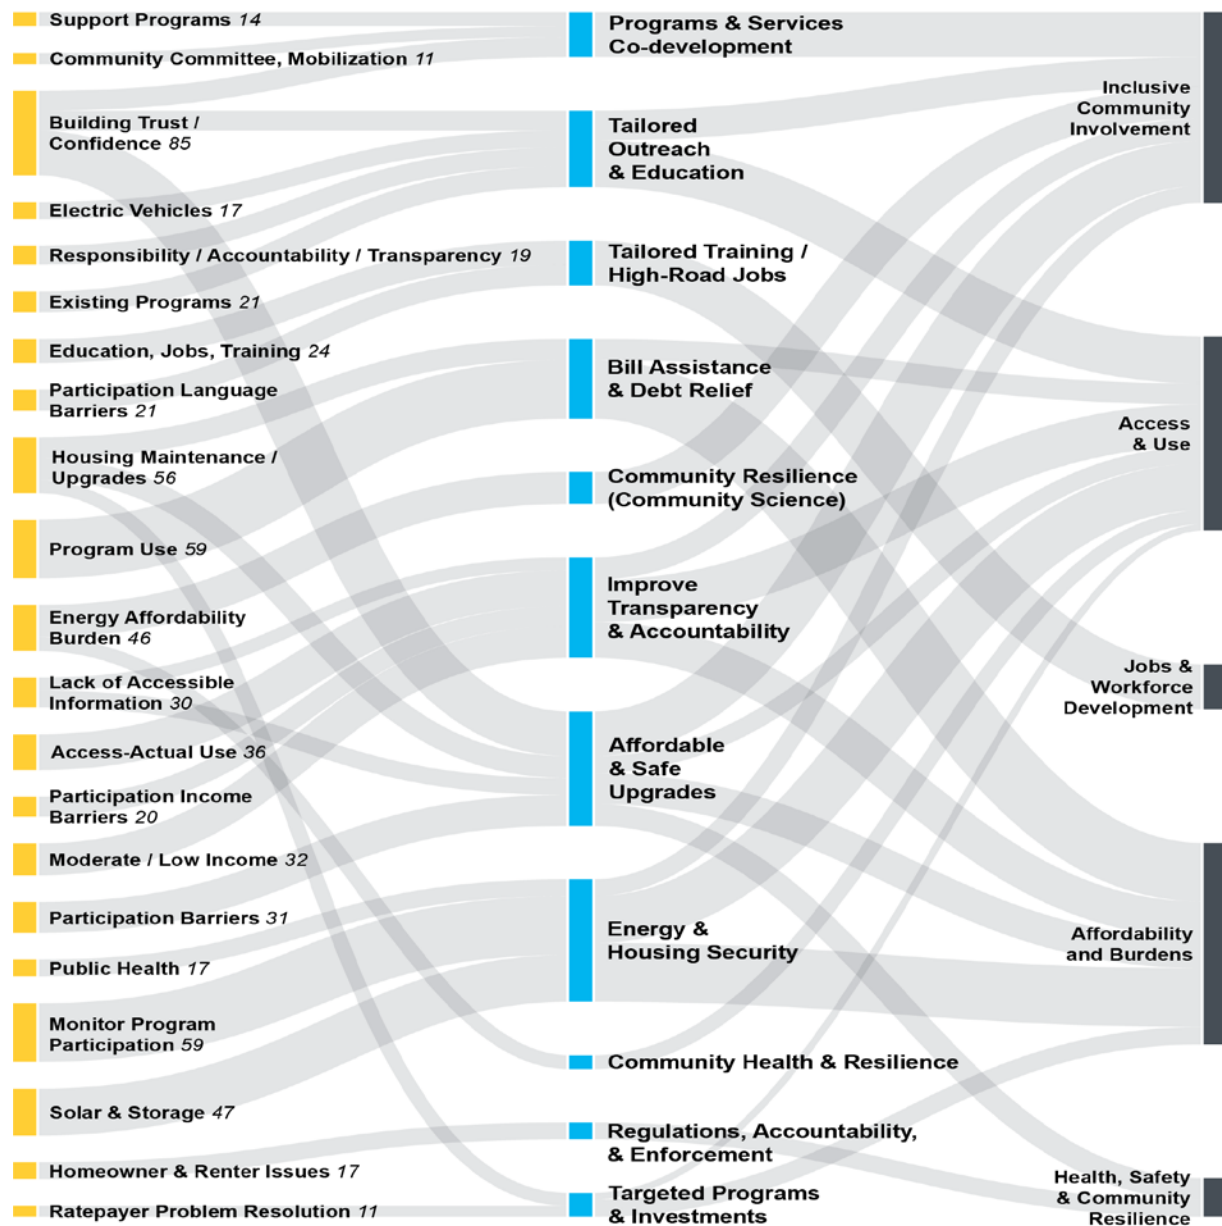 Support Programs 14
Community Committee, Mobilization 11
Building Trust /
Confidence 85
Electric Vehicles 17
Responsibility / Accountability / Transparency 19
Existing Programs 21
Education, Jobs, Training 24
Participation Language
Barriers 21
Housing Maintenance /
Upgrades 56
Program Use 59
Energy Affordability
Burden 46
Lack of Accessible
Information 30
Access-Actual Use 36
Participation Income
Barriers 20
Moderate / Low Income 32
Participation Barriers 31
Public Health 17
Monitor Program
Participation 59
Solar & Storage 47
Homeowner & Renter Issues 17
Ratepayer Problem Resolution 11
Programs & Services
Co-development
Tailored
Outreach
& Education
Tailored Training /
High-Road Jobs
Bill Assistance
& Debt Relief
Community Resilience
(Community Science)
Improve
Transparency
& Accountability
Affordable
& Safe
Upgrades
Energy &
Housing Security
Community Health & Resilience
Regulations, Accountability,
& Enforcement
Targeted Programs
& Investments
Inclusive
Community
Involvement
Access
& Use
Jobs &
Workforce
Development
Affordability
and Burdens
Health, Safety
& Community
Resilience